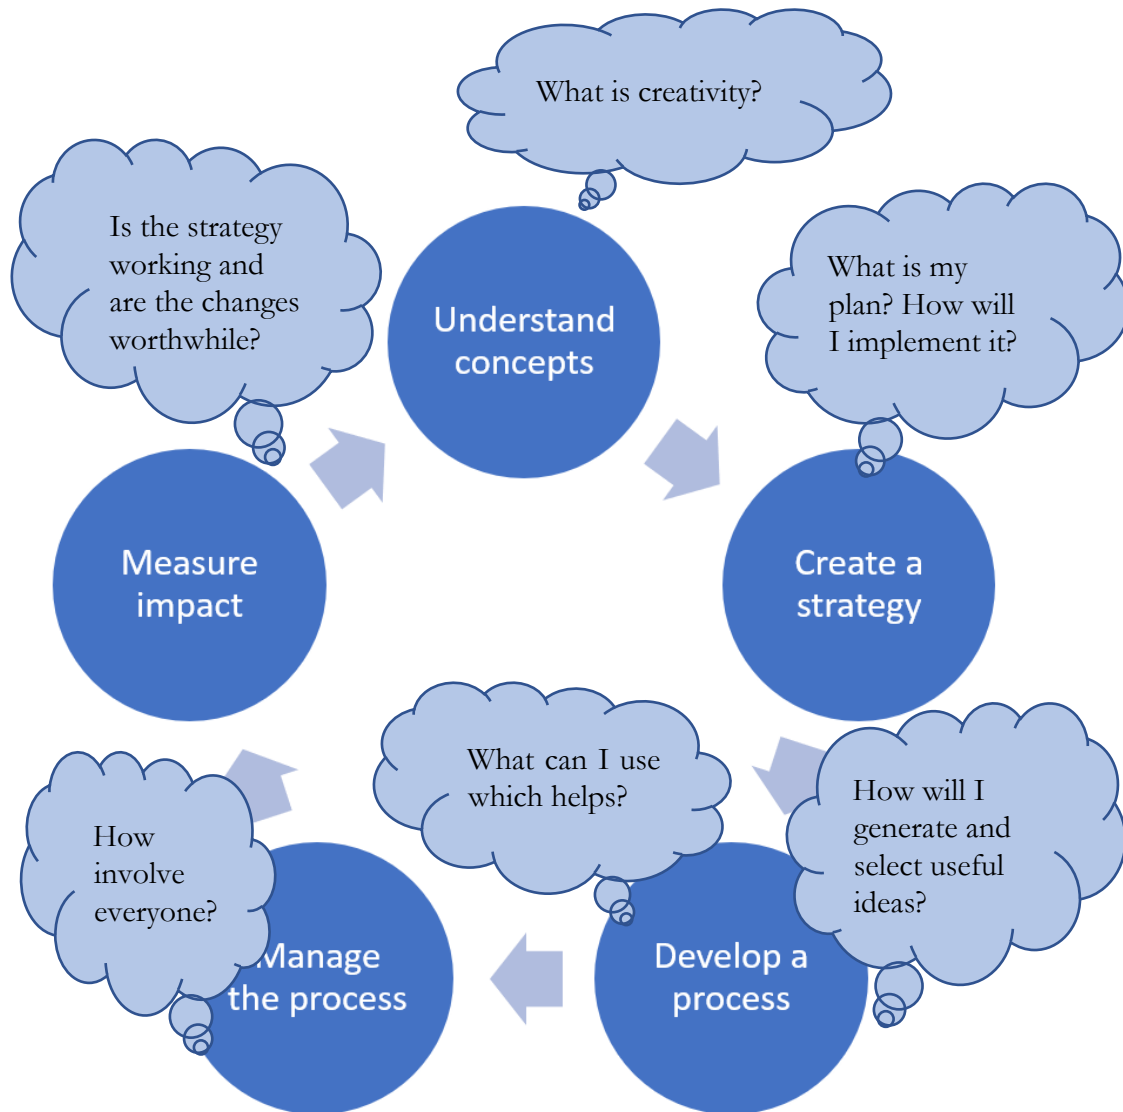 What is creativity?
Is the strategy
working and
are the changes
worthwhile?
What is my
plan? How will
I implement it?
Understand
concepts
Measure
impact
Create a
strategy
What can I use
which helps?
How will I
generate and
select useful
ideas?
How
involve
everyone?
Manage
the process
Develop a
process